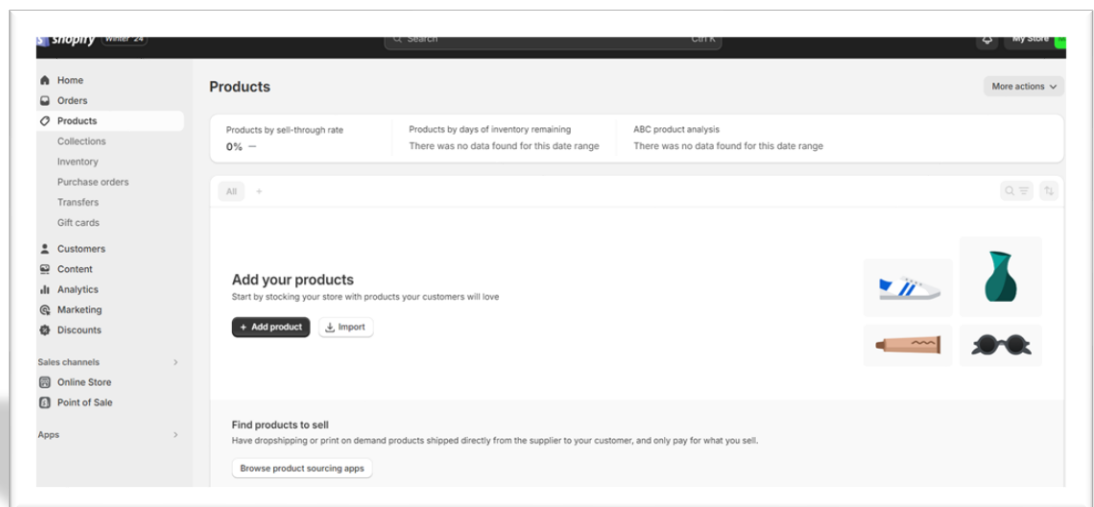 shopify Winter '24
Search
Ctrl K
My Store
Home
Orders
Products
Collections
Inventory
Purchase orders
Transfers
Gift cards
Customers
Content
Analytics
Marketing
Discounts
Sales channels
Online Store
Point of Sale
Apps
Products
More actions
Products by sell-through rate
0% —
Products by days of inventory remaining
There was no data found for this date range
ABC product analysis
There was no data found for this date range
All +
Add your products
Start by stocking your store with products your customers will love
+ Add product
Import
Find products to sell
Have dropshipping or print on demand products shipped directly from the supplier to your customer, and only pay for what you sell.
Browse product sourcing apps